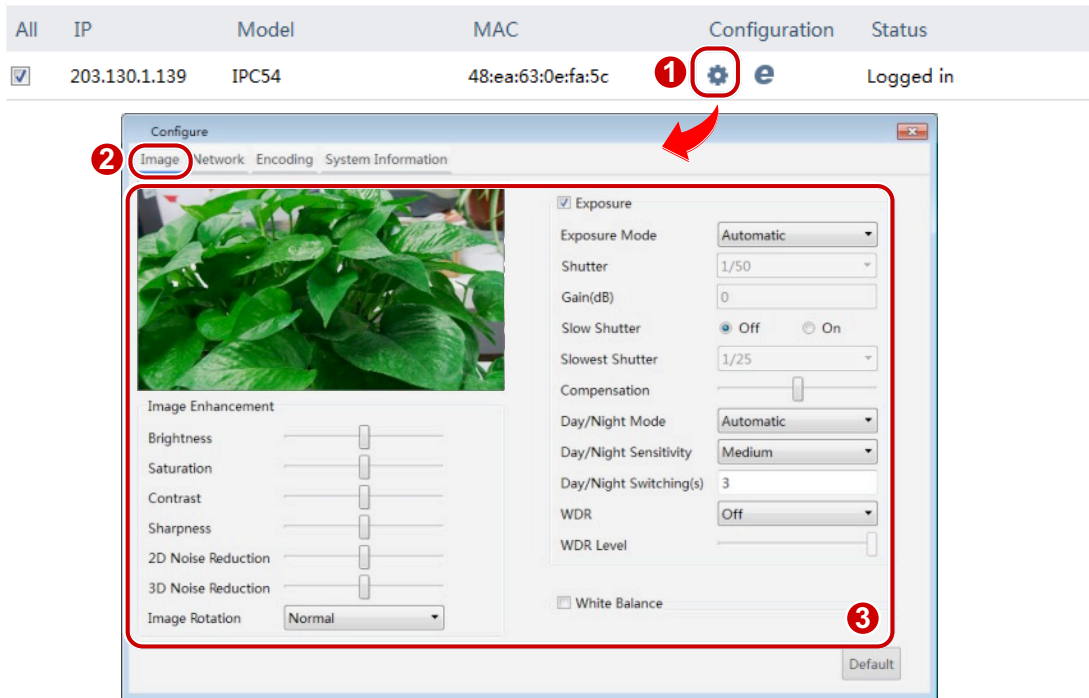 All IP Model MAC Configuration Status
203.130.1.139 IPC54 48:ea:63:0e:fa:5c 1 e Logged in
Configure
2 Image Network Encoding System Information
Exposure
Exposure Mode Automatic
Shutter 1/50
Gain(dB) 0
Slow Shutter Off On
Slowest Shutter 1/25
Compensation
Day/Night Mode Automatic
Day/Night Sensitivity Medium
Day/Night Switching(s) 3
WDR Off
WDR Level
White Balance
Image Enhancement
Brightness
Saturation
Contrast
Sharpness
2D Noise Reduction
3D Noise Reduction
Image Rotation Normal
3
Default